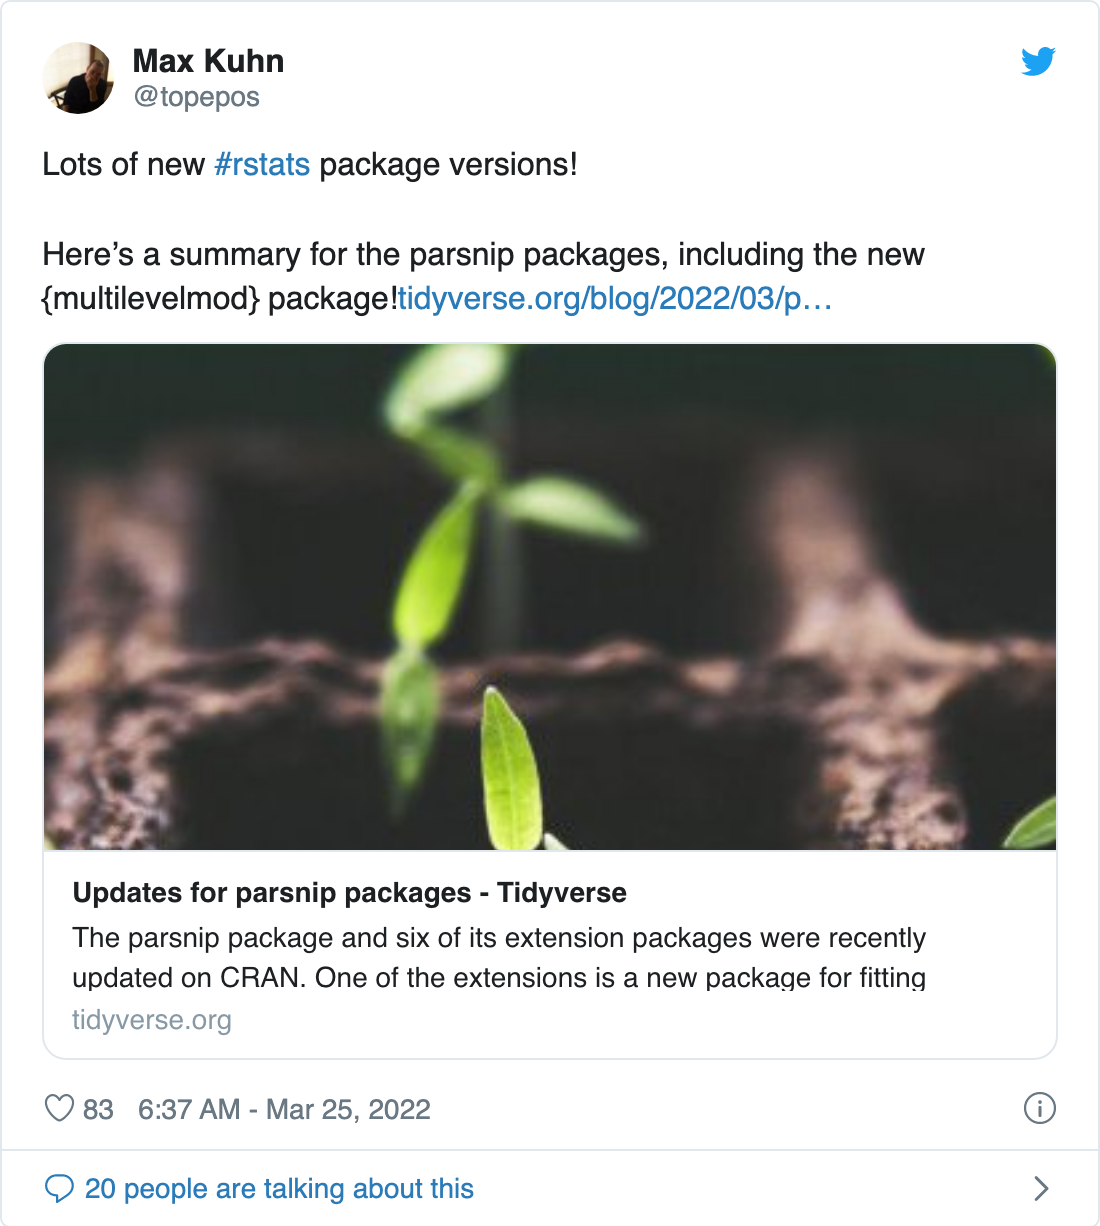 Max Kuhn
@topepos
Lots of new #rstats package versions!
Here’s a summary for the parsnip packages, including the new
{multilevelmod} package!tidyverse.org/blog/2022/03/p…
Updates for parsnip packages - Tidyverse
The parsnip package and six of its extension packages were recently
updated on CRAN. One of the extensions is a new package for fitting
tidyverse.org
83 6:37 AM - Mar 25, 2022
20 people are talking about this